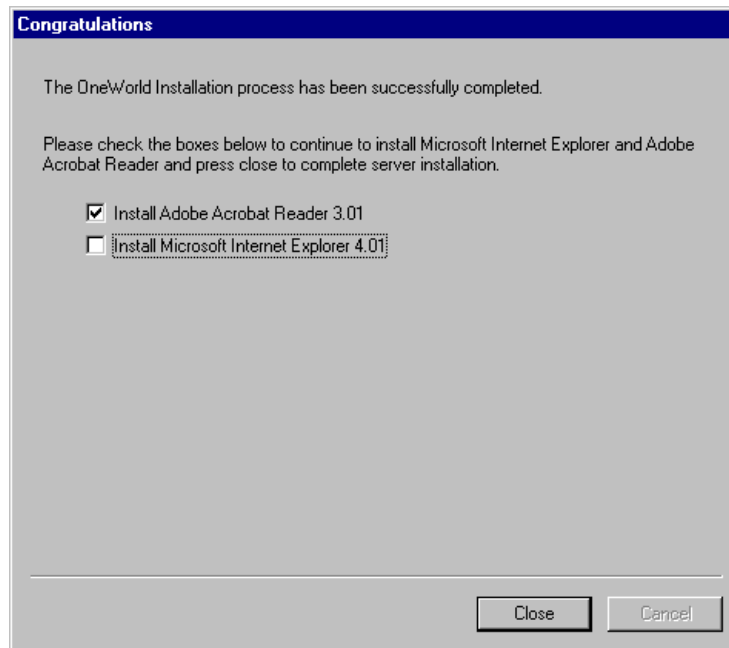 Congratulations
The OneWorld Installation process has been successfully completed.
Please check the boxes below to continue to install Microsoft Internet Explorer and Adobe
Acrobat Reader and press close to complete server installation.
Install Adobe Acrobat Reader 3.01
Install Microsoft Internet Explorer 4.01
Close
Cancel